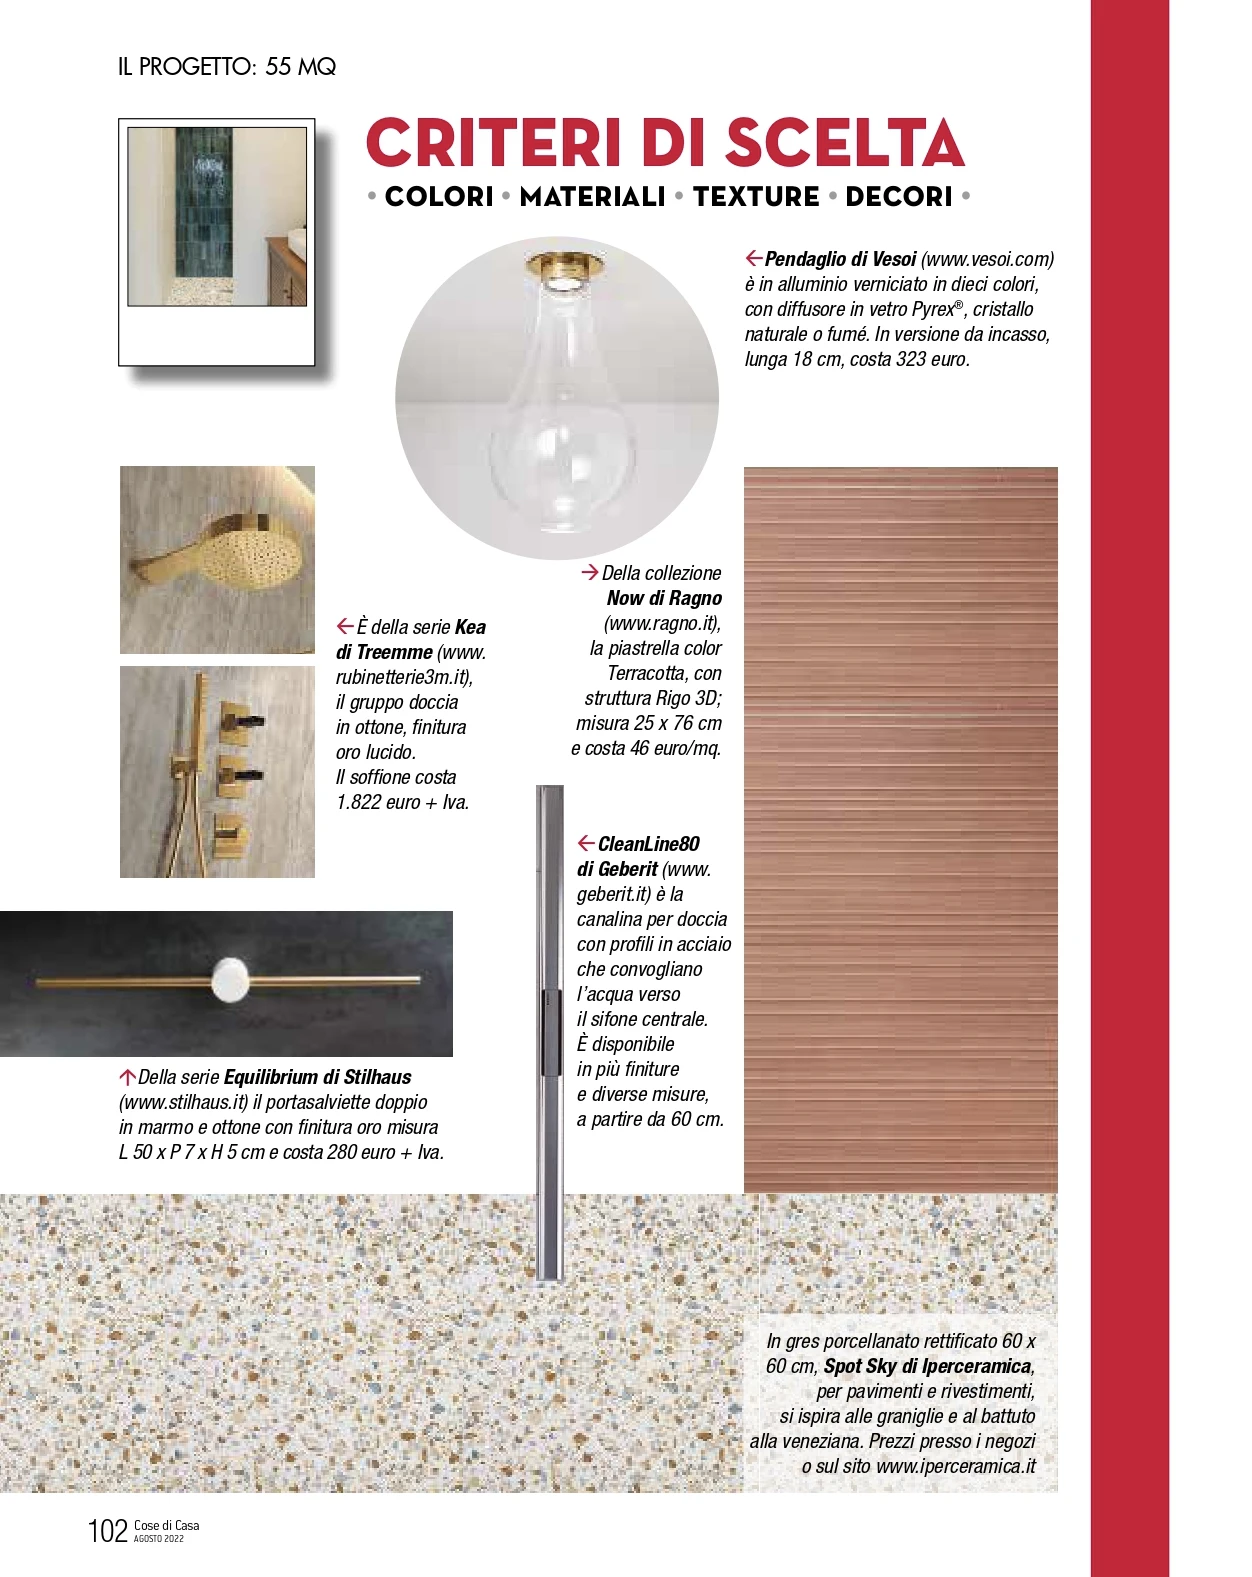 IL PROGETTO: 55 MQ
CRITERI DI SCELTA
• COLORI • MATERIALI • TEXTURE • DECORI •
←Pendaglio di Vesoi (www.vesoi.com)
è in alluminio verniciato in dieci colori,
con diffusore in vetro Pyrex®, cristallo
naturale o fumé. In versione da incasso,
lunga 18 cm, costa 323 euro.
→Della collezione
Now di Ragno
(www.ragno.it),
la piastrella color
Terracotta, con
struttura Rigo 3D;
misura 25 x 76 cm
e costa 46 euro/mq.
←È della serie Kea
di Treemme (www.
rubinetterie3m.it),
il gruppo doccia
in ottone, finitura
oro lucido.
Il soffione costa
1.822 euro + Iva.
←CleanLine80
di Geberit (www.
geberit.it) è la
canalina per doccia
con profili in acciaio
che convogliano
l’acqua verso
il sifone centrale.
È disponibile
in più finiture
e diverse misure,
a partire da 60 cm.
↑Della serie Equilibrium di Stilhaus
(www.stilhaus.it) il portasalviette doppio
in marmo e ottone con finitura oro misura
L 50 x P 7 x H 5 cm e costa 280 euro + Iva.
In gres porcellanato rettificato 60 x
60 cm, Spot Sky di Iperceramica,
per pavimenti e rivestimenti,
si ispira alle graniglie e al battuto
alla veneziana. Prezzi presso i negozi
o sul sito www.iperceramica.it
102 Cose di Casa
AGOSTO 2022